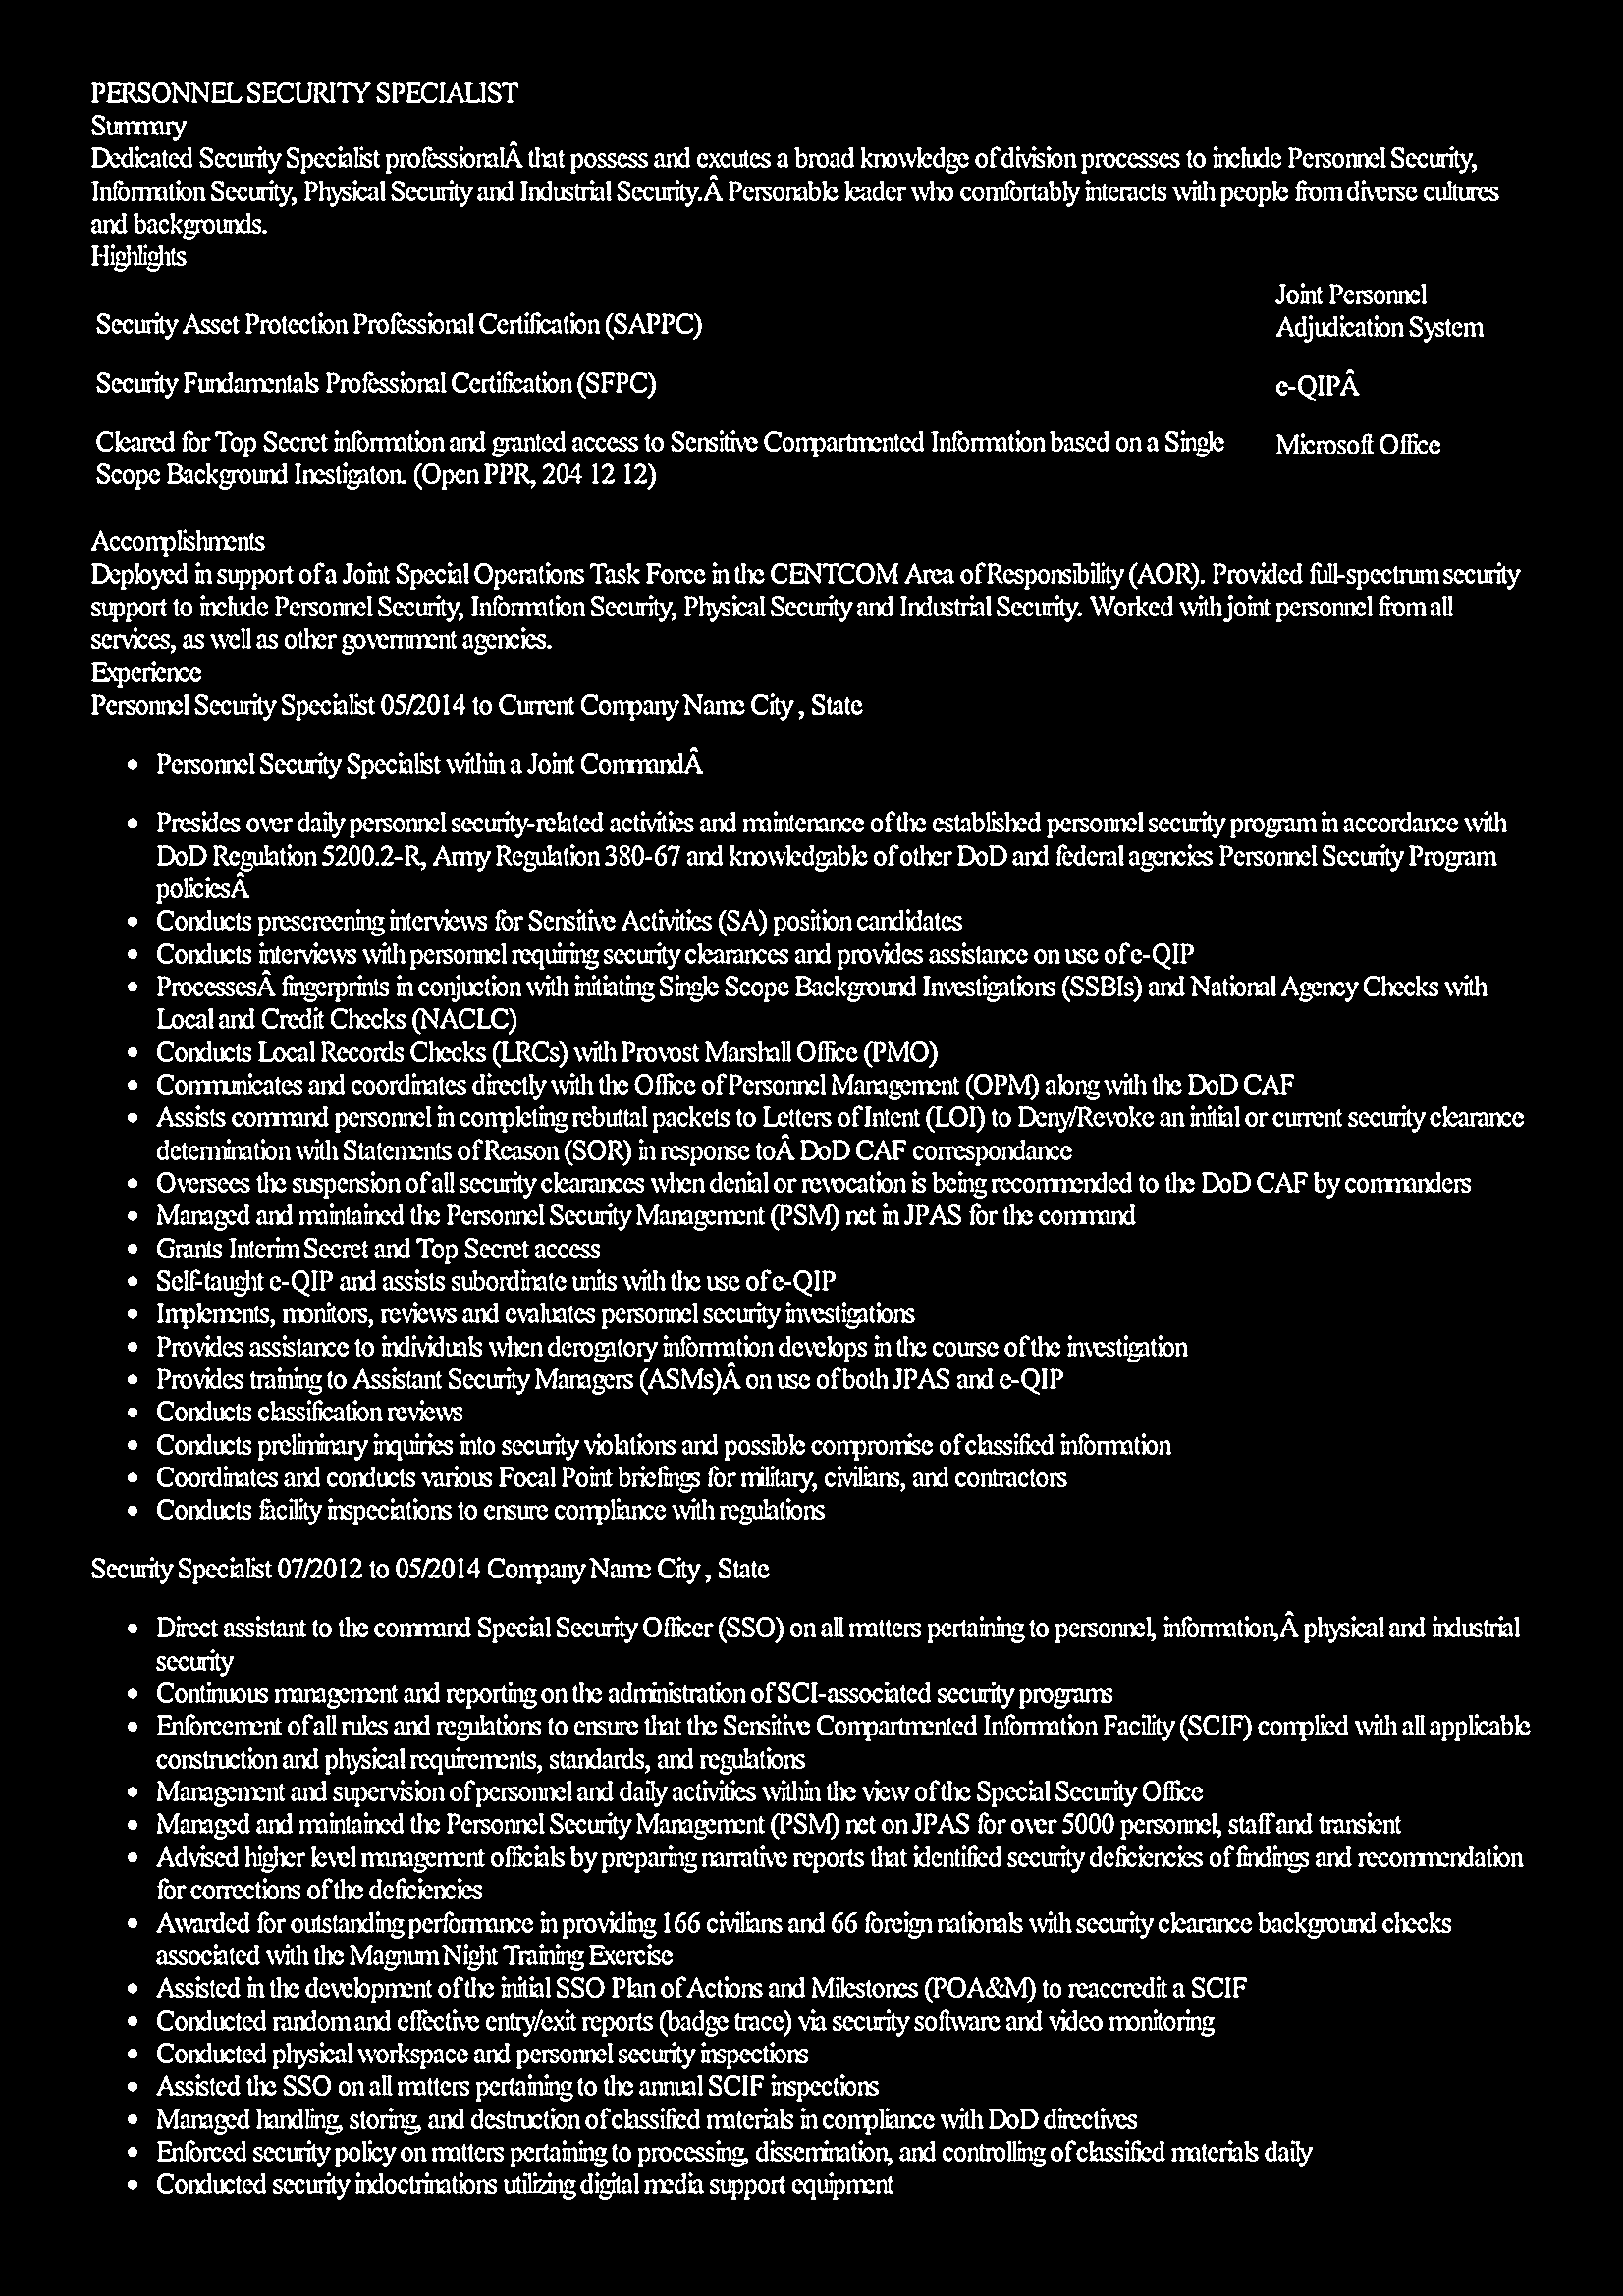 PERSONNEL SECURITY SPECIALIST
Summary
Dedicated Security Specialist professionalÂ that possess and excutes a broad knowledge of division processes to include Personnel Security,
Information Security, Physical Security and Industrial Security.Â Personable leader who comfortably interacts with people from diverse cultures
and backgrounds.
Highlights
Security Asset Protection Professional Certification (SAPPC)
Security Fundamentals Professional Certification (SFPC)
Cleared for Top Secret information and granted access to Sensitive Compartmented Information based on a Single
Scope Background Inestigaton. (Open PPR, 204 12 12)
Joint Personnel
Adjudication System
e-QIPÂ
Microsoft Office
Accomplishments
Deployed in support of a Joint Special Operations Task Force in the CENTCOM Area of Responsibility (AOR). Provided full-spectrum security
support to include Personnel Security, Information Security, Physical Security and Industrial Security. Worked with joint personnel from all
services, as well as other government agencies.
Experience
Personnel Security Specialist 05/2014 to Current Company Name City , State
• Personnel Security Specialist within a Joint CommandÂ
• Presides over daily personnel security-related activities and maintenance of the established personnel security program in accordance with
DoD Regulation 5200.2-R, Army Regulation 380-67 and knowledgable of other DoD and federal agencies Personnel Security Program
policiesÂ
• Conducts prescreening interviews for Sensitive Activities (SA) position candidates
• Conducts interviews with personnel requiring security clearances and provides assistance on use of e-QIP
• ProcessesÂ fingerprints in conjuction with initiating Single Scope Background Investigations (SSBIs) and National Agency Checks with
Local and Credit Checks (NACLC)
• Conducts Local Records Checks (LRCs) with Provost Marshall Office (PMO)
• Communicates and coordinates directly with the Office of Personnel Management (OPM) along with the DoD CAF
• Assists command personnel in completing rebuttal packets to Letters of Intent (LOI) to Deny/Revoke an initial or current security clearance
determination with Statements of Reason (SOR) in response toÂ DoD CAF correspondance
• Oversees the suspension of all security clearances when denial or revocation is being recommended to the DoD CAF by commanders
• Managed and maintained the Personnel Security Management (PSM) net in JPAS for the command
• Grants Interim Secret and Top Secret access
• Self-taught e-QIP and assists subordinate units with the use of e-QIP
• Implements, monitors, reviews and evaluates personnel security investigations
• Provides assistance to individuals when derogatory information develops in the course of the investigation
• Provides training to Assistant Security Managers (ASMs)Â on use of both JPAS and e-QIP
• Conducts classification reviews
• Conducts preliminary inquiries into security violations and possible compromise of classified information
• Coordinates and conducts various Focal Point briefings for military, civilians, and contractors
• Conducts facility inspeciations to ensure compliance with regulations
Security Specialist 07/2012 to 05/2014 Company Name City , State
• Direct assistant to the command Special Security Officer (SSO) on all matters pertaining to personnel, information,Â physical and industrial
security
• Continuous management and reporting on the administration of SCI-associated security programs
• Enforcement of all rules and regulations to ensure that the Sensitive Compartmented Information Facility (SCIF) complied with all applicable
construction and physical requirements, standards, and regulations
• Management and supervision of personnel and daily activities within the view of the Special Security Office
• Managed and maintained the Personnel Security Management (PSM) net on JPAS for over 5000 personnel, staff and transient
• Advised higher level management officials by preparing narrative reports that identified security deficiencies of findings and recommendation
for corrections of the deficiencies
• Awarded for outstanding performance in providing 166 civilians and 66 foreign nationals with security clearance background checks
associated with the Magnum Night Training Exercise
• Assisted in the development of the initial SSO Plan of Actions and Milestones (POA&M) to reaccredit a SCIF
• Conducted random and effective entry/exit reports (badge trace) via security software and video monitoring
• Conducted physical workspace and personnel security inspections
• Assisted the SSO on all matters pertaining to the annual SCIF inspections
• Managed handling, storing, and destruction of classified materials in compliance with DoD directives
• Enforced security policy on matters pertaining to processing, dissemination, and controlling of classified materials daily
• Conducted security indoctrinations utilizing digital media support equipment